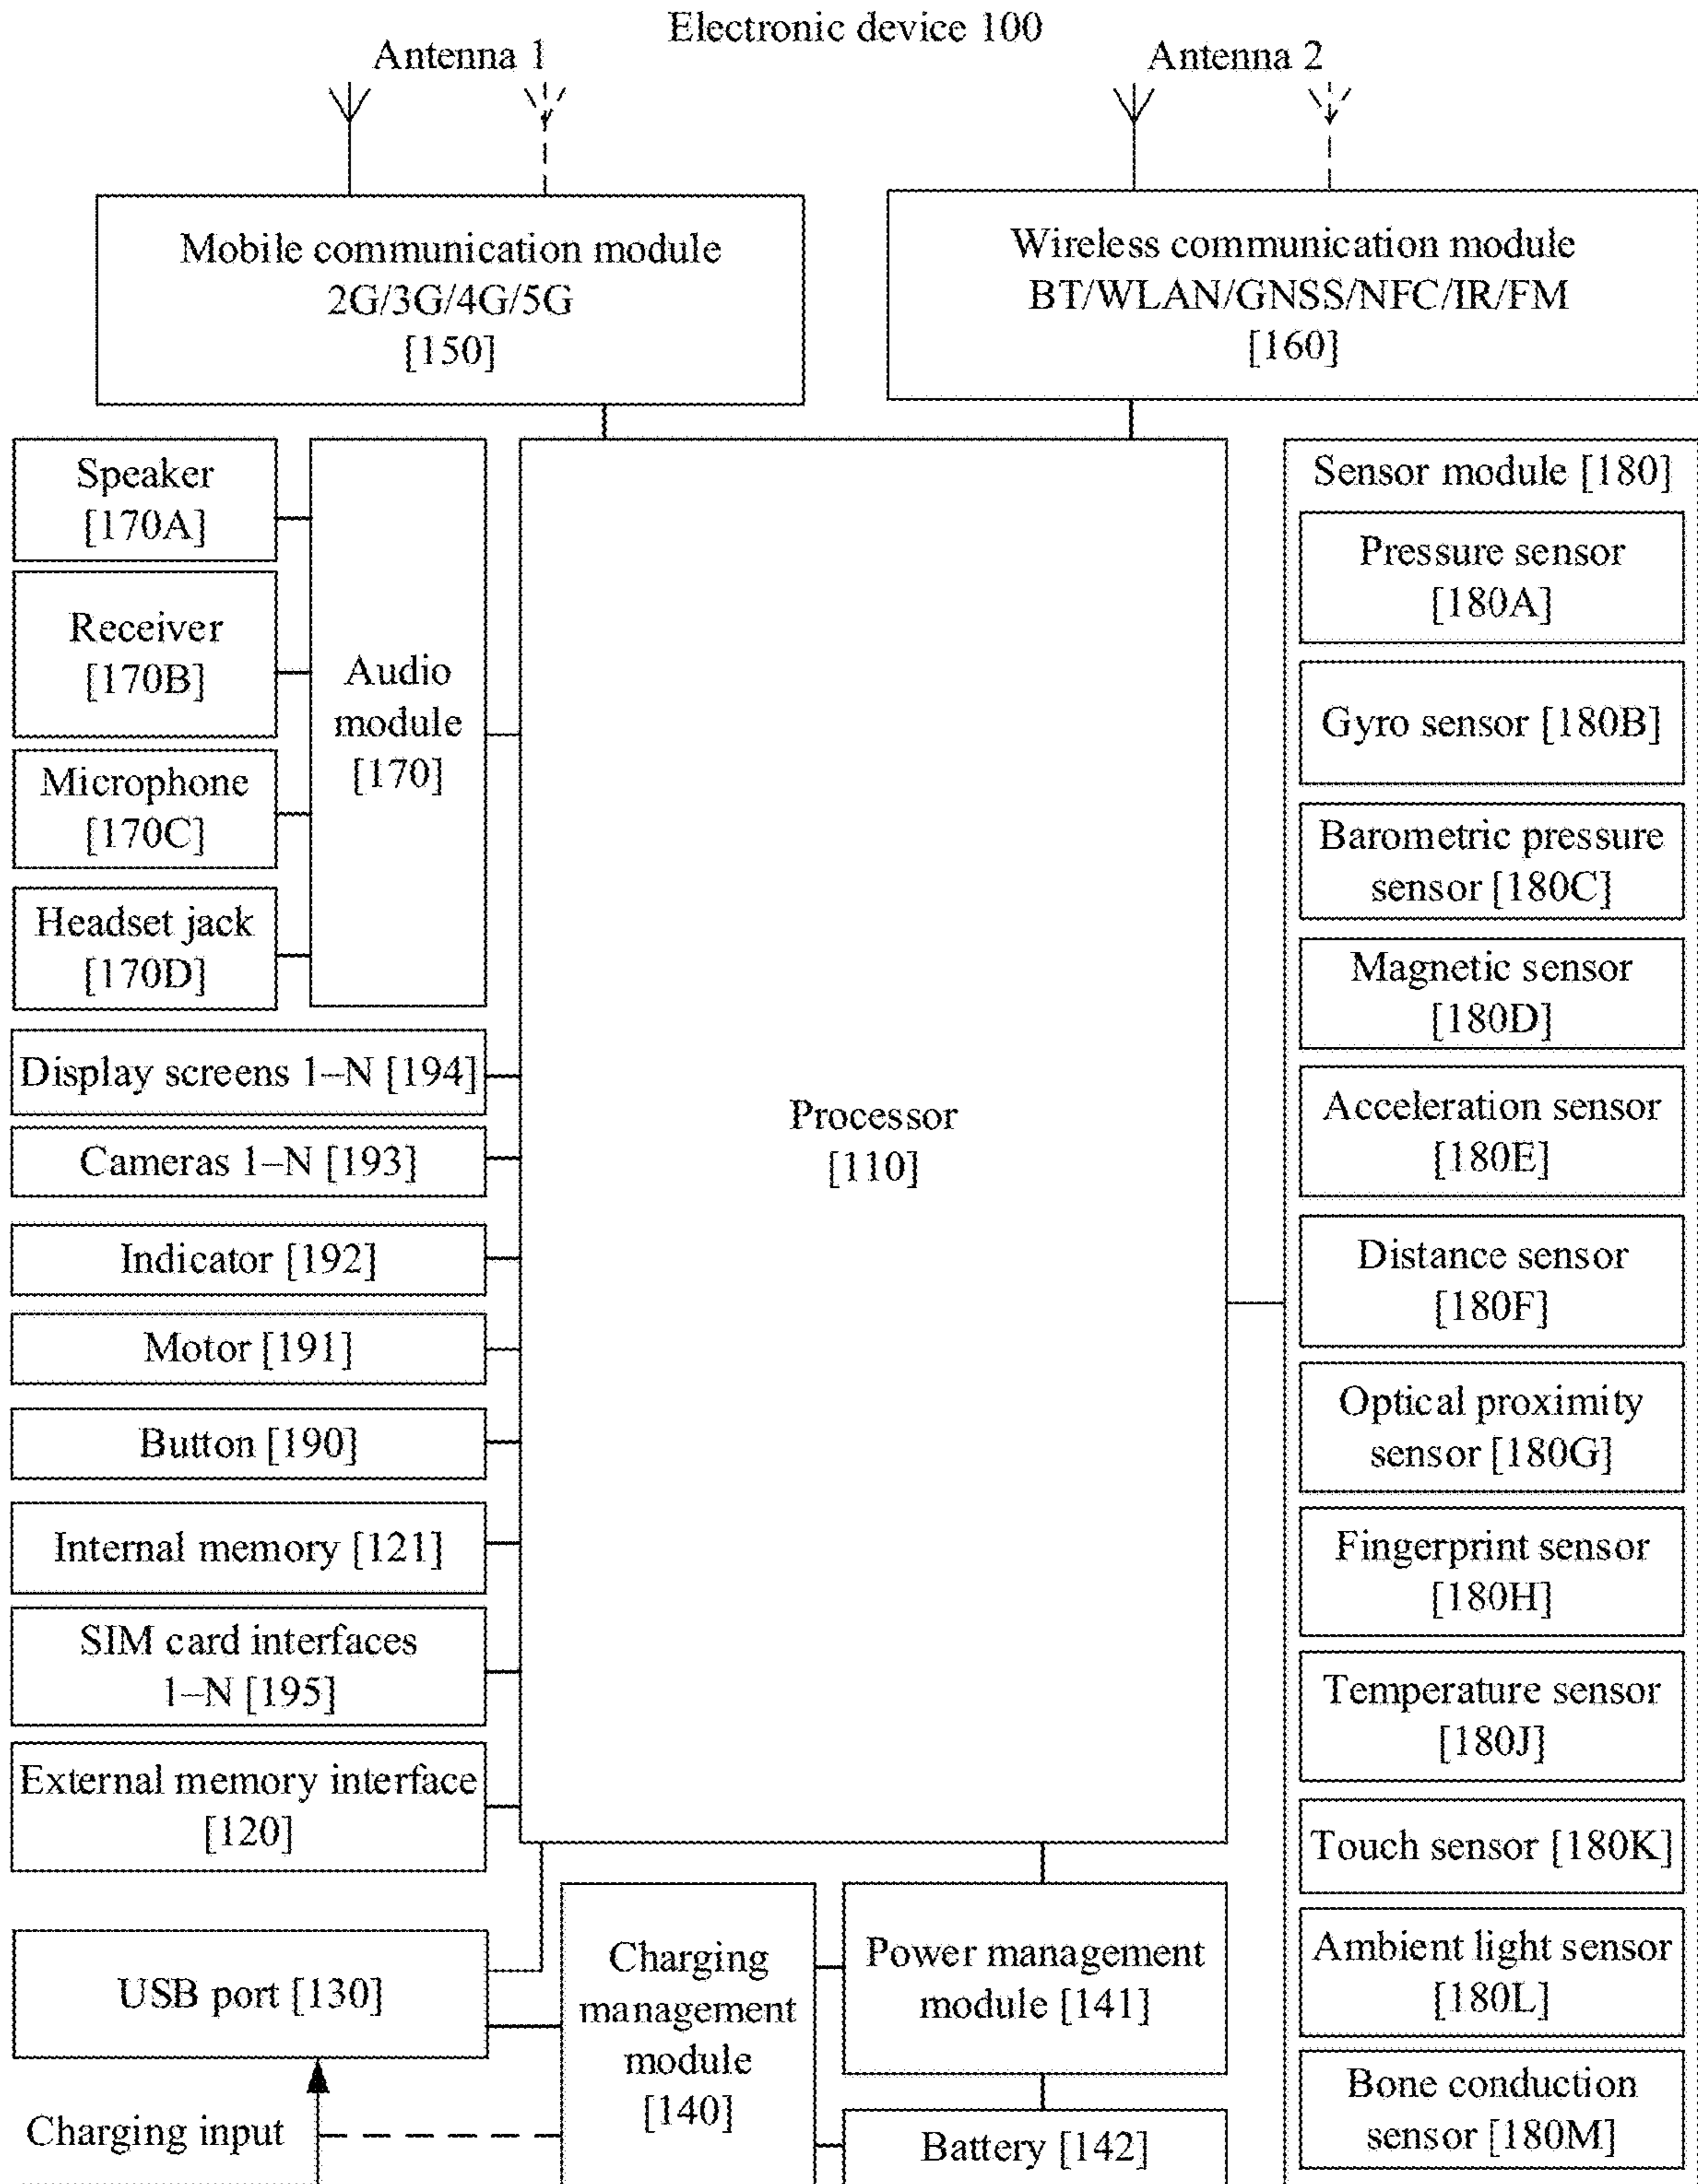 Electronic device 100
Antenna 1
Antenna 2
Mobile communication module
2G/3G/4G/5G
[150]
Wireless communication module
BT/WLAN/GNSS/NFC/IR/FM
[160]
Speaker
[170A]
Receiver
[170B]
Microphone
[170C]
Headset jack
[170D]
Audio
module
[170]
Display screens 1–N [194]
Cameras 1–N [193]
Indicator [192]
Motor [191]
Button [190]
Internal memory [121]
SIM card interfaces
1–N [195]
External memory interface
[120]
Processor
[110]
Sensor module [180]
Pressure sensor
[180A]
Gyro sensor [180B]
Barometric pressure
sensor [180C]
Magnetic sensor
[180D]
Acceleration sensor
[180E]
Distance sensor
[180F]
Optical proximity
sensor [180G]
Fingerprint sensor
[180H]
Temperature sensor
[180J]
Touch sensor [180K]
Ambient light sensor
[180L]
Bone conduction
sensor [180M]
USB port [130]
Charging input
Charging
management
module
[140]
Power management
module [141]
Battery [142]